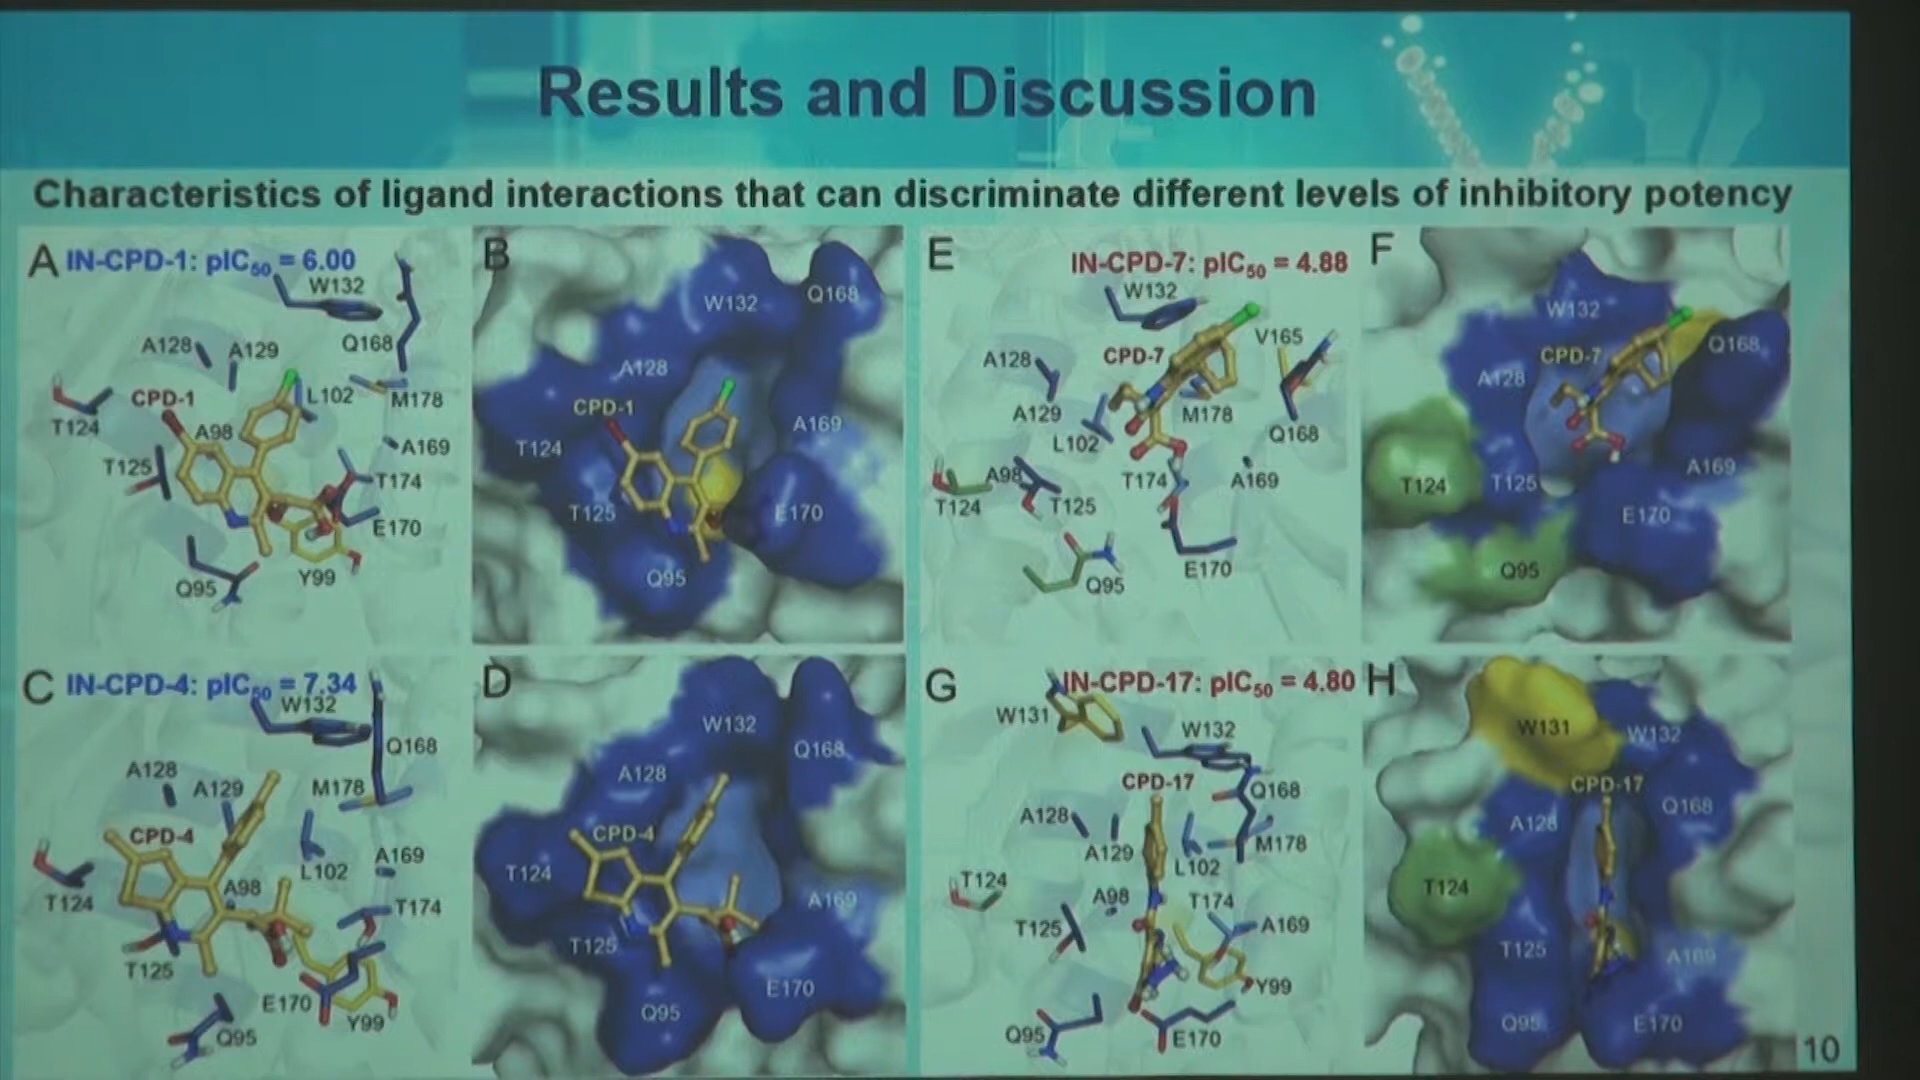 Results and Discussion
Characteristics of ligand interactions that can discriminate different levels of inhibitory potency
A IN-CPD-1: pIC50 = 6.00
W132
A128
A129
Q168
CPD-1
L102
M178
T124
A98
A169
T125
T174
E170
Q95
Y99
B
W132
Q168
A128
CPD-1
A169
T124
T125
E170
Q95
C IN-CPD-4: pIC50 = 7.34
W132
Q168
A128
A129
M178
CPD-4
A169
L102
A98
T124
T174
T125
E170
Y99
Q95
D
W132
Q168
A128
CPD-4
T124
A169
T125
E170
Q95
E IN-CPD-7: pIC50 = 4.88
W132
V165
A128
CPD-7
A129
M178
L102
Q168
A98
T174
A169
T124
T125
E170
Q95
F
W132
Q168
CPD-7
A128
A169
T124
T125
E170
Q95
G IN-CPD-17: pIC50 = 4.80
W131
W132
CPD-17
Q168
A128
A129
M178
L102
T124
A98
T174
T125
A169
Y99
Q95
E170
H
W131
W132
CPD-17
Q168
A128
T124
T125
A169
Q95
E170
10